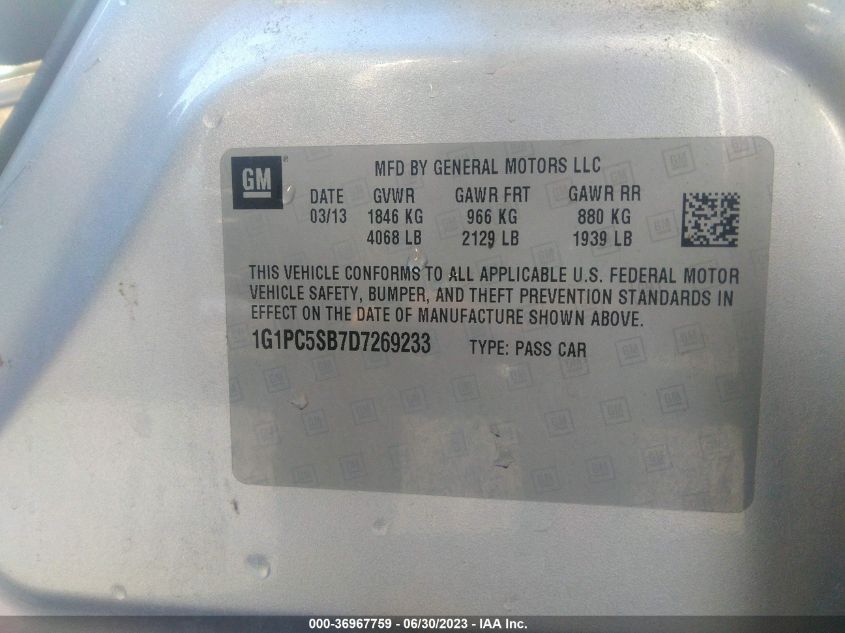 GM ® MFD BY GENERAL MOTORS LLC
DATE GVWR GAWR FRT GAWR RR
03/13 1846 KG 966 KG 880 KG
4068 LB 2129 LB 1939 LB
THIS VEHICLE CONFORMS TO ALL APPLICABLE U.S. FEDERAL MOTOR
VEHICLE SAFETY, BUMPER, AND THEFT PREVENTION STANDARDS IN
EFFECT ON THE DATE OF MANUFACTURE SHOWN ABOVE.
1G1PC5SB7D7269233 TYPE: PASS CAR
000-36967759 - 06/30/2023 - IAA Inc.